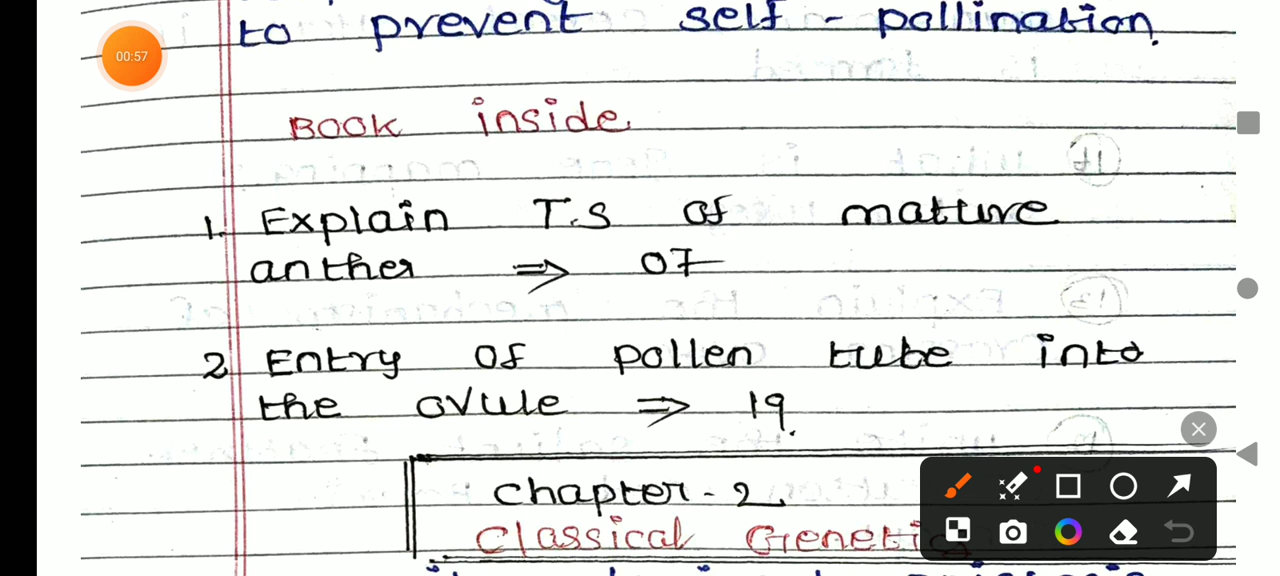 to prevent self - pollination.
00:57
BOOK inside.
1. Explain T.S of mature
anther ⇒ 07
2 Entry of pollen tube into
the ovule ⇒ 19.
chapter - 2
Classical Geneti